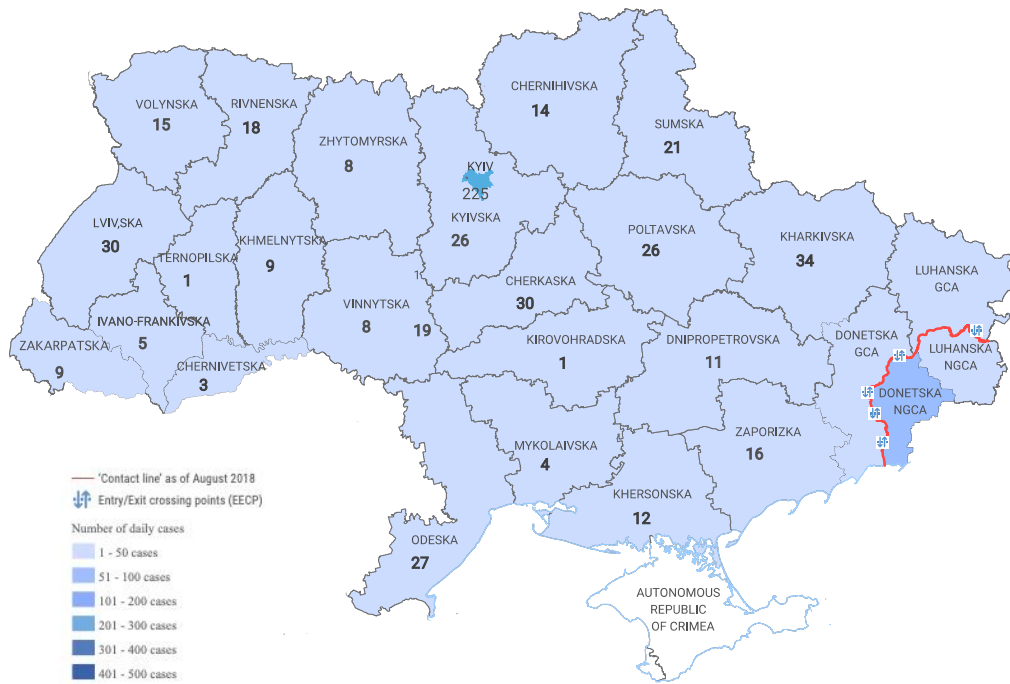 CHERNIHIVSKA
14
VOLYNSKA
15
RIVNENSKA
18
ZHYTOMYRSKA
8
SUMSKA
21
KYIV
225
KYIVSKA
26
LVIV,SKA
30
TERNOPILSKA
1
KHMELNYTSKA
9
POLTAVSKA
26
KHARKIVSKA
34
LUHANSKA
GCA
1
VINNYTSKA
8
19
CHERKASKA
30
IVANO-FRANKIVSKA
5
ZAKARPATSKA
9
CHERNIVETSKA
3
KIROVOHRADSKA
1
DNIPROPETROVSKA
11
DONETSKA
GCA
LUHANSKA
NGCA
DONETSKA
NGCA
MYKOLAIVSKA
4
ZAPORIZKA
16
KHERSONSKA
12
ODESKA
27
AUTONOMOUS
REPUBLIC
OF CRIMEA
'Contact line' as of August 2018
Entry/Exit crossing points (EECP)
Number of daily cases
1 - 50 cases
51 - 100 cases
101 - 200 cases
201 - 300 cases
301 - 400 cases
401 - 500 cases